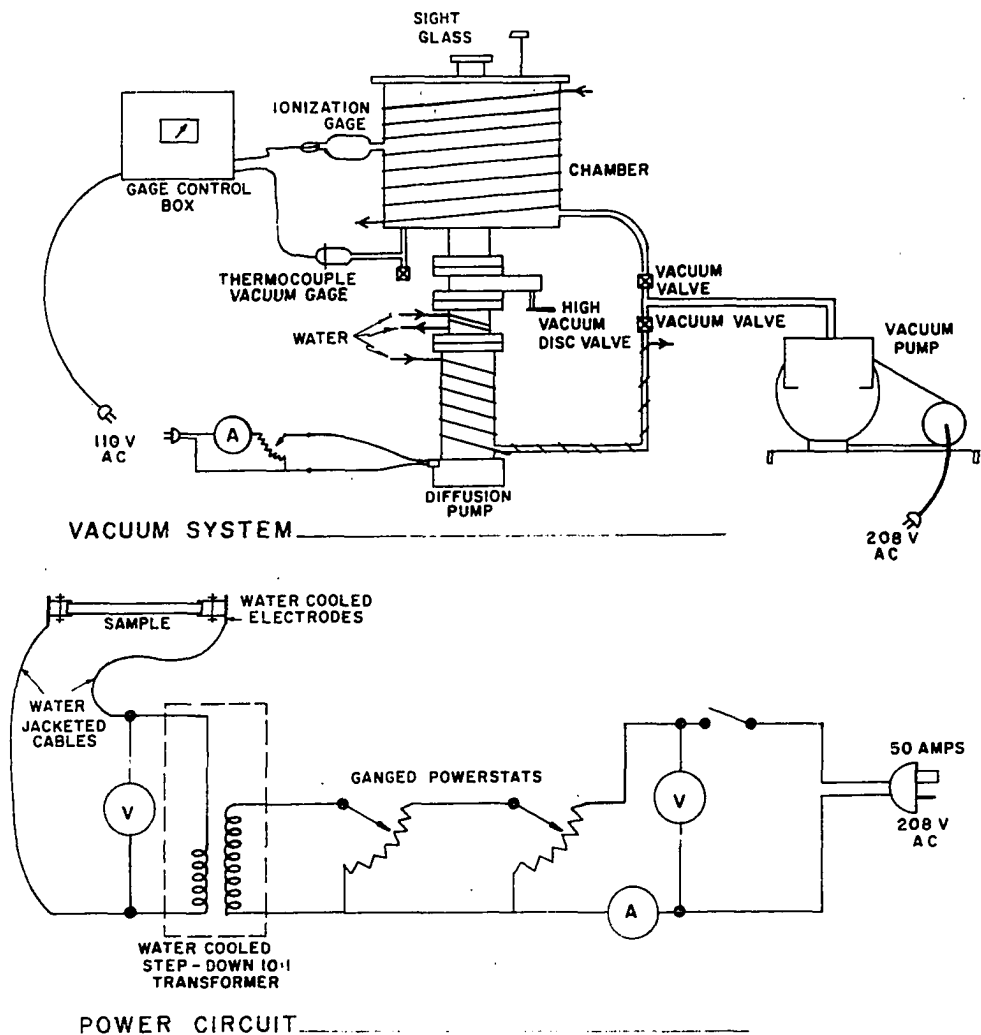 SIGHT
GLASS
IONIZATION
GAGE
GAGE CONTROL
BOX
CHAMBER
THERMOCOUPLE
VACUUM GAGE
VACUUM
VALVE
HIGH
VACUUM
DISC VALVE
VACUUM VALVE
WATER
VACUUM
PUMP
110 V
AC
A
DIFFUSION
PUMP
208 V
AC
VACUUM SYSTEM
SAMPLE
WATER COOLED
ELECTRODES
WATER
JACKETED
CABLES
V
GANGED POWERSTATS
V
50 AMPS
208 V
AC
A
WATER COOLED
STEP-DOWN 10:1
TRANSFORMER
POWER CIRCUIT